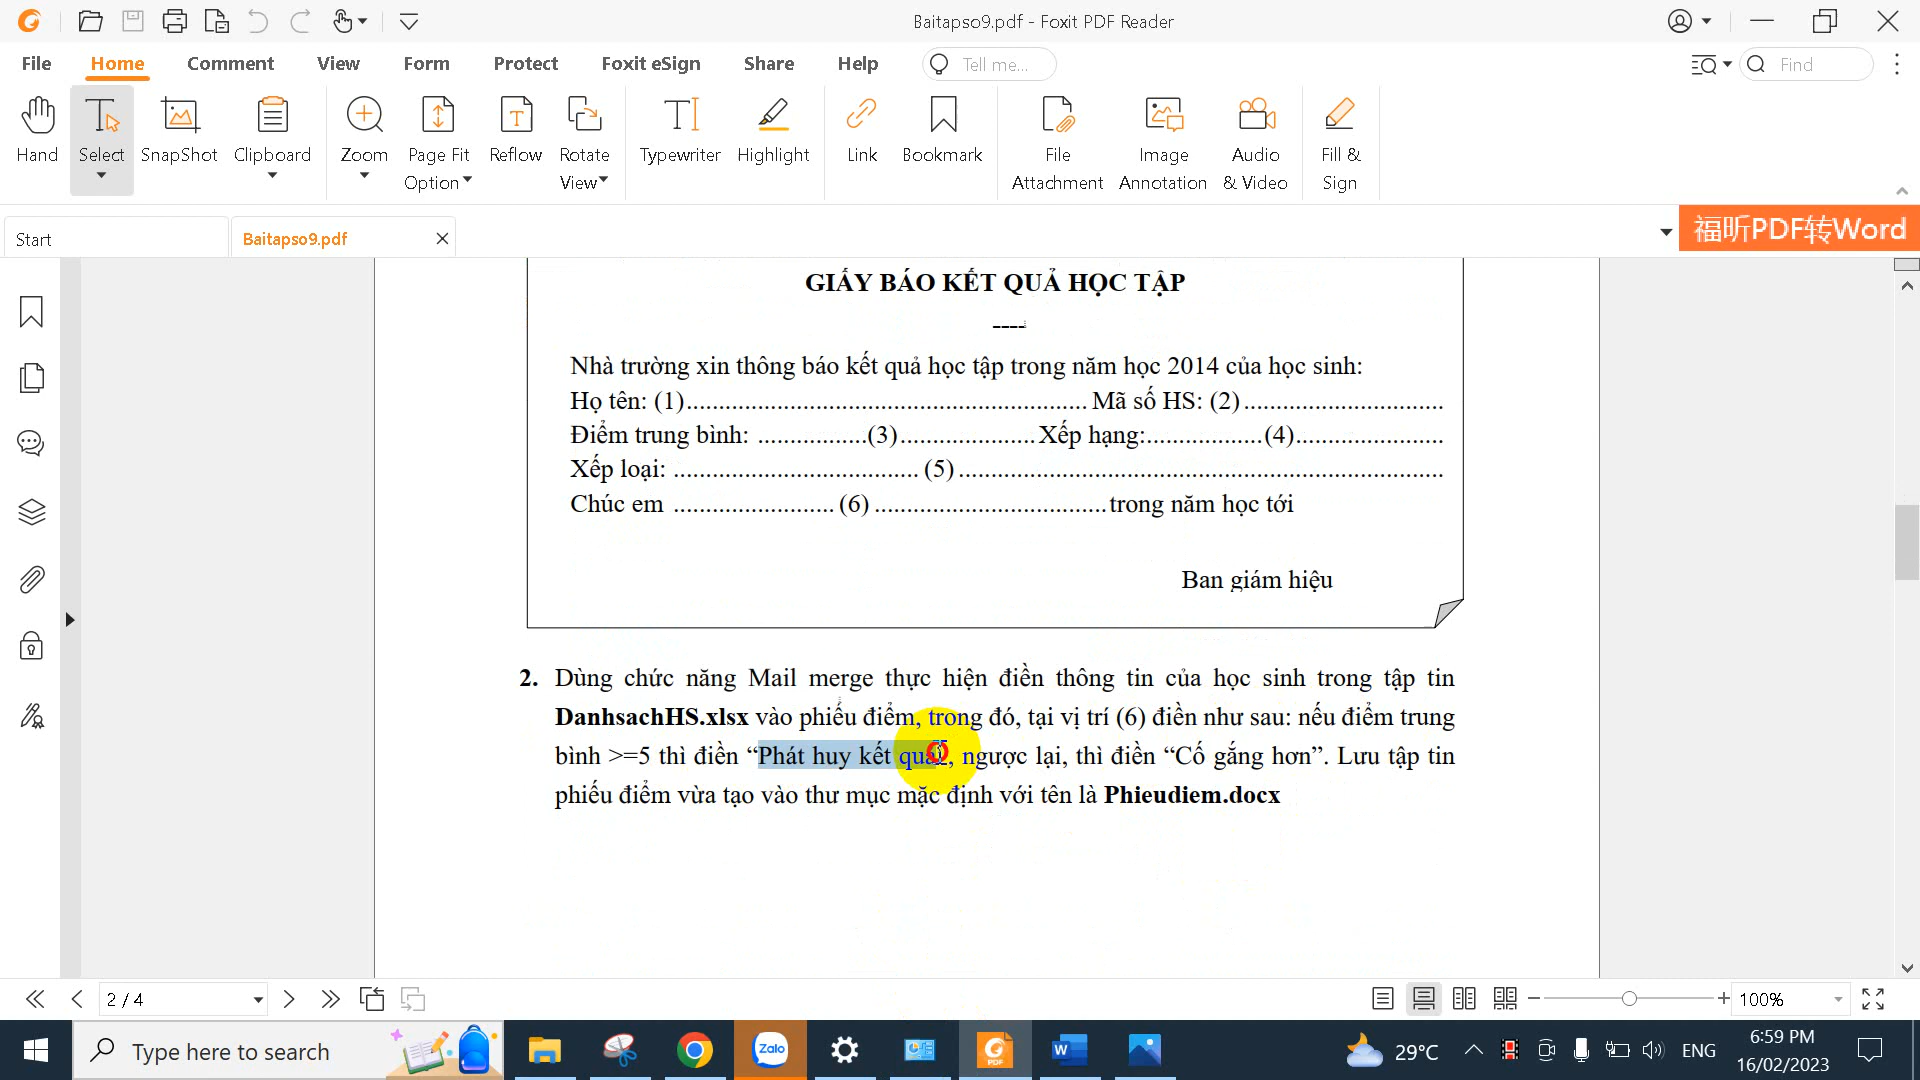 Baitapso9.pdf - Foxit PDF Reader
File Home Comment View Form Protect Foxit eSign Share Help Tell me... Find
Hand Select SnapShot Clipboard Zoom Page Fit Option Reflow Rotate View Typewriter Highlight Link Bookmark File Attachment Image Annotation Audio & Video Fill & Sign
Start Baitapso9.pdf 福昕PDF转Word
GIẤY BÁO KẾT QUẢ HỌC TẬP
----
Nhà trường xin thông báo kết quả học tập trong năm học 2014 của học sinh:
Họ tên: (1).............................................................. Mã số HS: (2)...............................
Điểm trung bình: .................(3).....................Xếp hạng:..................(4).......................
Xếp loại: ...................................... (5)...........................................................................
Chúc em ......................... (6)....................................trong năm học tới
Ban giám hiệu
2. Dùng chức năng Mail merge thực hiện điền thông tin của học sinh trong tập tin
DanhsachHS.xlsx vào phiếu điểm, trong đó, tại vị trí (6) điền như sau: nếu điểm trung
bình >=5 thì điền “Phát huy kết quả”, ngược lại, thì điền “Cố gắng hơn”. Lưu tập tin
phiếu điểm vừa tạo vào thư mục mặc định với tên là Phieudiem.docx
2 / 4 100%
Type here to search Zalo 29°C ENG 6:59 PM
16/02/2023